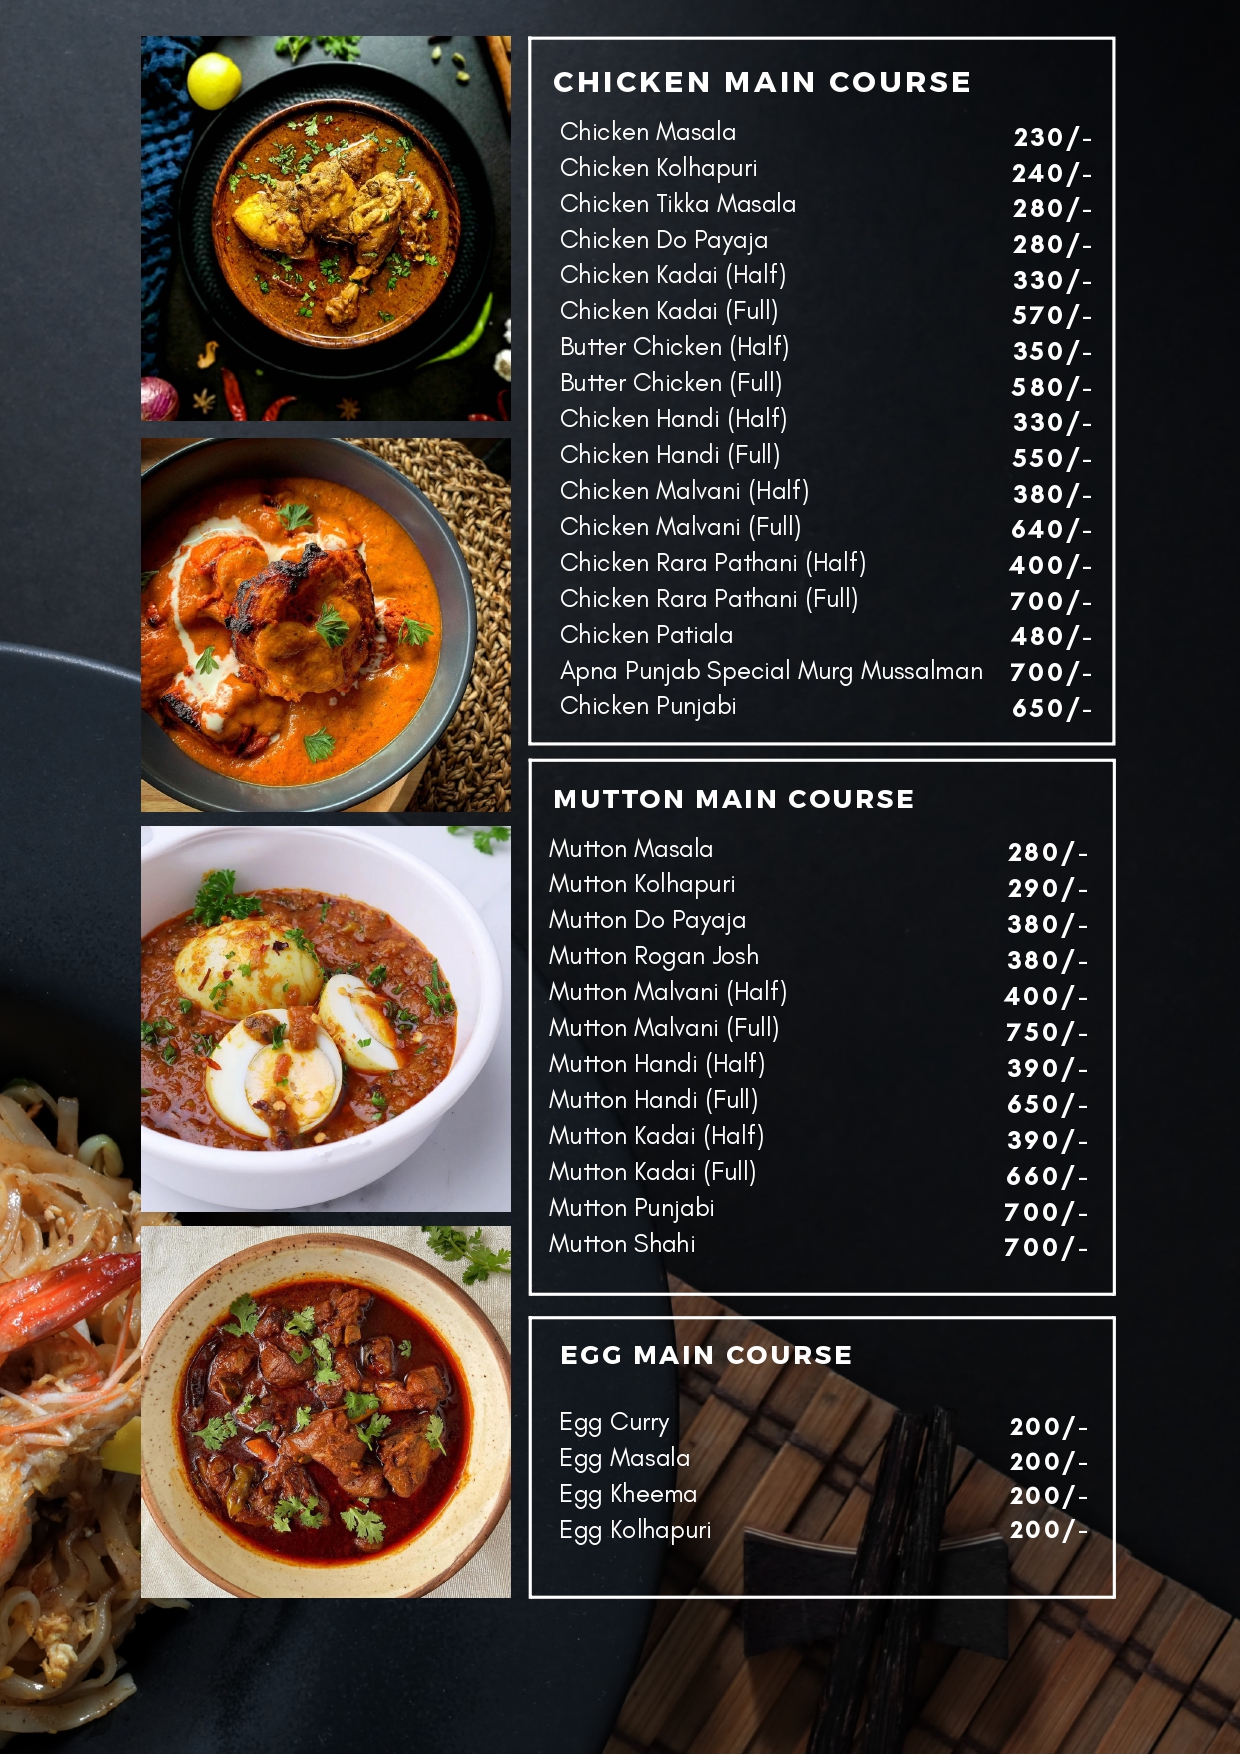 CHICKEN MAIN COURSE
Chicken Masala 230/-
Chicken Kolhapuri 240/-
Chicken Tikka Masala 280/-
Chicken Do Payaja 280/-
Chicken Kadai (Half) 330/-
Chicken Kadai (Full) 570/-
Butter Chicken (Half) 350/-
Butter Chicken (Full) 580/-
Chicken Handi (Half) 330/-
Chicken Handi (Full) 550/-
Chicken Malvani (Half) 380/-
Chicken Malvani (Full) 640/-
Chicken Rara Pathani (Half) 400/-
Chicken Rara Pathani (Full) 700/-
Chicken Patiala 480/-
Apna Punjab Special Murg Mussalman 700/-
Chicken Punjabi 650/-
MUTTON MAIN COURSE
Mutton Masala 280/-
Mutton Kolhapuri 290/-
Mutton Do Payaja 380/-
Mutton Rogan Josh 380/-
Mutton Malvani (Half) 400/-
Mutton Malvani (Full) 750/-
Mutton Handi (Half) 390/-
Mutton Handi (Full) 650/-
Mutton Kadai (Half) 390/-
Mutton Kadai (Full) 660/-
Mutton Punjabi 700/-
Mutton Shahi 700/-
EGG MAIN COURSE
Egg Curry 200/-
Egg Masala 200/-
Egg Kheema 200/-
Egg Kolhapuri 200/-